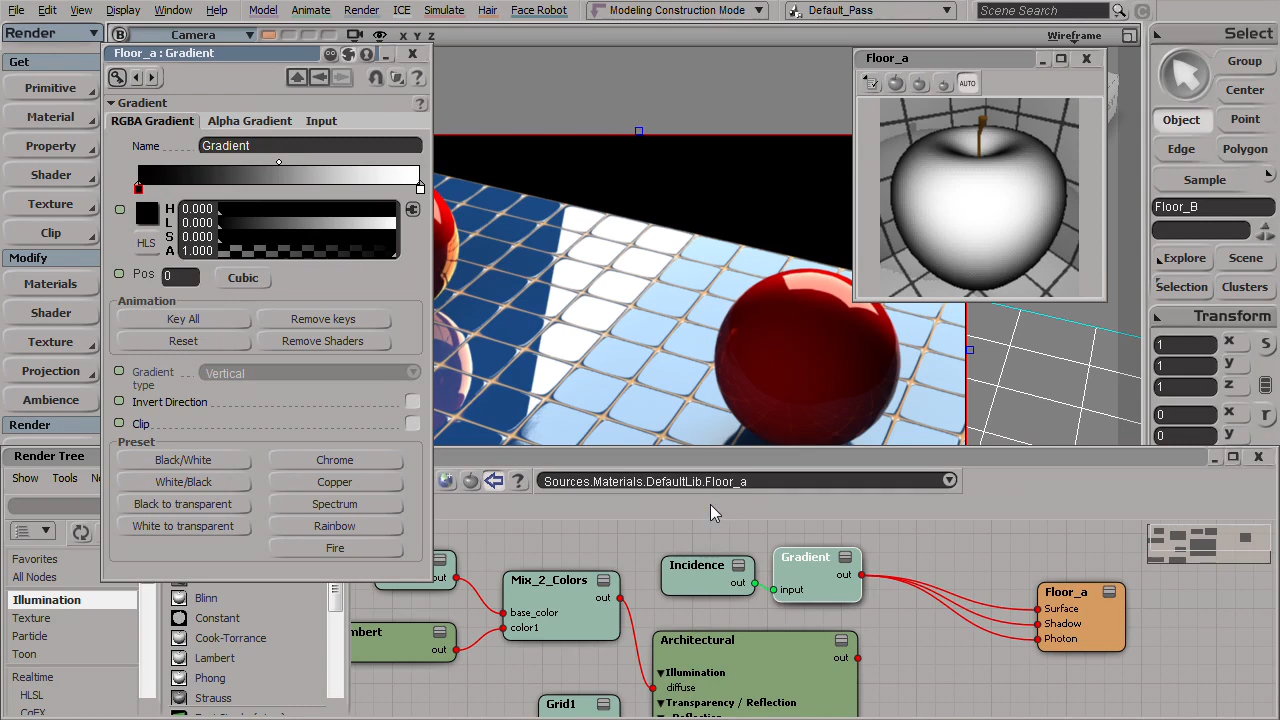 File Edit View Display Window Help Model Animate Render ICE Simulate Hair Face Robot Modeling Construction Mode Default_Pass Scene Search
Render
B Camera X Y Z Wireframe
Select
Get
Primitive
Material
Property
Shader
Texture
Clip
Modify
Materials
Shader
Texture
Projection
Ambience
Render
Floor_a : Gradient
Gradient
RGBA Gradient Alpha Gradient Input
Name Gradient
H 0.000
L 0.000
S 0.000
A 1.000
HLS
Pos 0 Cubic
Animation
Key All Remove keys
Reset Remove Shaders
Gradient type Vertical
Invert Direction
Clip
Preset
Black/White Chrome
White/Black Copper
Black to transparent Spectrum
White to transparent Rainbow
Fire
Floor_a
AUTO
Group
Center
Object Point
Edge Polygon
Sample
Floor_B
Explore Scene
Selection Clusters
Transform
1 x S
1 y
1 z
0 x r
0 y
Render Tree
Show Tools
Sources.Materials.DefaultLib.Floor_a
Favorites
All Nodes
Illumination
Texture
Particle
Toon
Realtime
HLSL
Blinn
Constant
Cook-Torrance
Lambert
Phong
Strauss
out
mbert
out
Mix_2_Colors
out
base_color
color1
Grid1
Incidence
out
Gradient
out
input
Architectural
out
Illumination
diffuse
Transparency / Reflection
Floor_a
Surface
Shadow
Photon